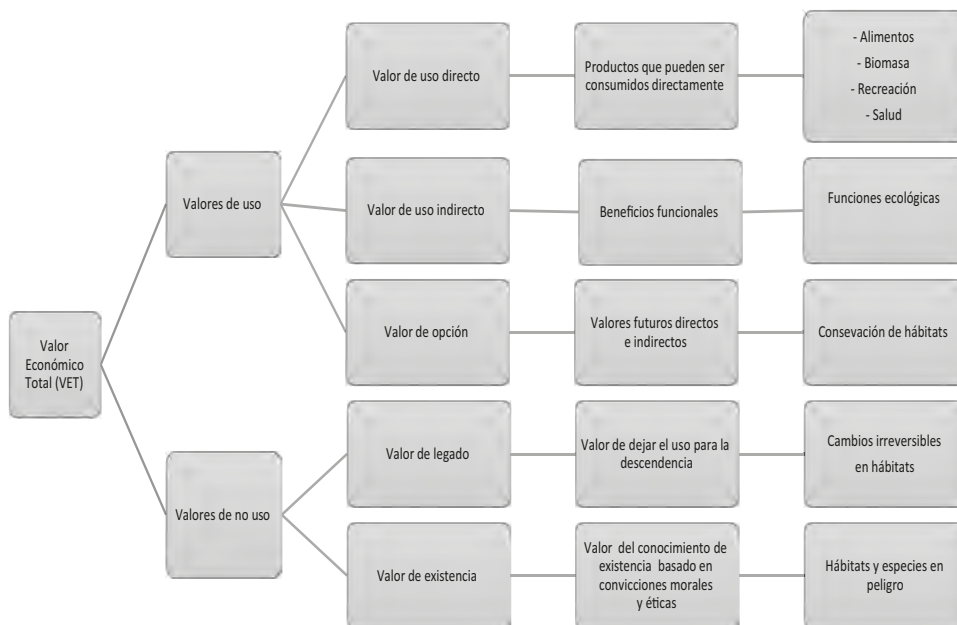 Valor
Económico
Total (VET)
Valores de uso
Valor de uso directo
Productos que pueden ser
consumidos directamente
- Alimentos
- Biomasa
- Recreación
- Salud
Valor de uso indirecto
Beneficios funcionales
Funciones ecológicas
Valor de opción
Valores futuros directos
e indirectos
Consevación de hábitats
Valores de no uso
Valor de legado
Valor de dejar el uso para la
descendencia
Cambios irreversibles
en hábitats
Valor de existencia
Valor del conocimiento de
existencia basado en
convicciones morales
y éticas
Hábitats y especies en
peligro